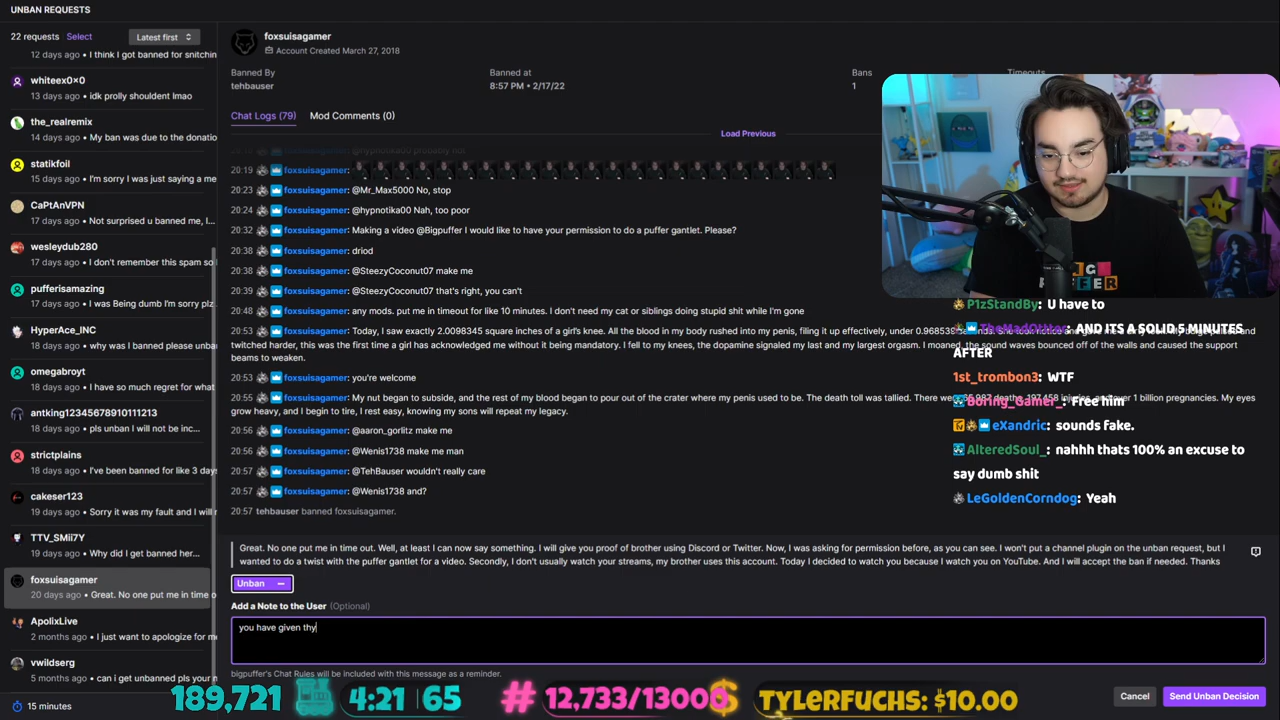 UNBAN REQUESTS
22 requests Select Latest first
12 days ago • I think I got banned for snitchin
whiteex0×0
13 days ago • idk prolly shouldent lmao
the_realremix
14 days ago • My ban was due to the donatio
statikfoil
15 days ago • I'm sorry I was just saying a me
CaPtAnVPN
17 days ago • Not surprised u banned me, I...
wesleydub280
17 days ago • I don't remember this spam so
pufferisamazing
17 days ago • I was Being dumb I'm sorry plz
HyperAce_INC
18 days ago • why was I banned please unba
omegabroyt
18 days ago • I have so much regret for what
antking12345678910111213
18 days ago • pls unban I will not be inc...
strictplains
18 days ago • I've been banned for like 3 days
cakeser123
19 days ago • Sorry it was my fault and I will
TTV_SMii7Y
19 days ago • Why did I get banned her...
foxsuisagamer
20 days ago • Great. No one put me in time o
ApolixLive
2 months ago • I just want to apologize for m
vwildserg
5 months ago • can i get unbanned pls your
15 minutes
foxsuisagamer
Account Created March 27, 2018
Banned By Banned at Bans Timeouts
tehbauser 8:57 PM • 2/17/22 1
Chat Logs (79) Mod Comments (0)
Load Previous
20:19 foxsuisagamer:
20:23 foxsuisagamer: @Mr_Max5000 No, stop
20:24 foxsuisagamer: @hypnotika00 Nah, too poor
20:32 foxsuisagamer: Making a video @Bigpuffer I would like to have your permission to do a puffer gantlet. Please?
20:38 foxsuisagamer: driod
20:38 foxsuisagamer: @SteezyCoconut07 make me
20:39 foxsuisagamer: @SteezyCoconut07 that's right, you can't
20:48 foxsuisagamer: any mods. put me in timeout for like 10 minutes. I don't need my cat or siblings doing stupid shit while I'm gone
20:53 foxsuisagamer: Today, I saw exactly 2.0098345 square inches of a girl's knee. All the blood in my body rushed into my penis, filing it up effectively, under
twitched harder, this was the first time a girl has acknowledged me without it being mandatory. I fell to my knees, the dopamine signaled my last and my largest orgasm. I moaned, the sound waves bounced off of the walls and caused the support
beams to weaken.
20:53 foxsuisagamer: you're welcome
20:55 foxsuisagamer: My nut began to subside, and the rest of my blood began to pour out of the crater where my penis used to be. The death toll was tallied. There over 1 billion pregnancies. My eyes
grow heavy, and I begin to tire, I rest easy, knowing my sons will repeat my legacy.
20:56 foxsuisagamer: @aaron_gorlitz make me
20:56 foxsuisagamer: @Wenis1738 make me man
20:57 foxsuisagamer: @TehBauser wouldn't really care
20:57 foxsuisagamer: @Wenis1738 and?
20:57 tehbauser banned foxsuisagamer.
Great. No one put me in time out. Well, at least I can now say something. I will give you proof of brother using Discord or Twitter. Now, I was asking for permission before, as you can see. I won't put a channel plugin on the unban request, but I
wanted to do a twist with the puffer gantlet for a video. Secondly, I don't usually watch your streams, my brother uses this account. Today I decided to watch you because I watch you on YouTube. And I will accept the ban if needed. Thanks
Unban
Add a Note to the User (Optional)
you have given thy
bigpuffer's Chat Rules will be included with this message as a reminder.
Cancel Send Unban Decision
P1zStandBy: U have to
TheMadOtter: AND ITS A SOLID 5 MINUTES
AFTER
1st_trombon3: WTF
Boring_Gamer_: Free him
eXandric: sounds fake.
AlteredSoul_: nahhh thats 100% an excuse to
say dumb shit
LeGoldenCorndog: Yeah
189,721 4:21 | 65 # 12,733/13000 $ TYLERFUCHS: $10.00